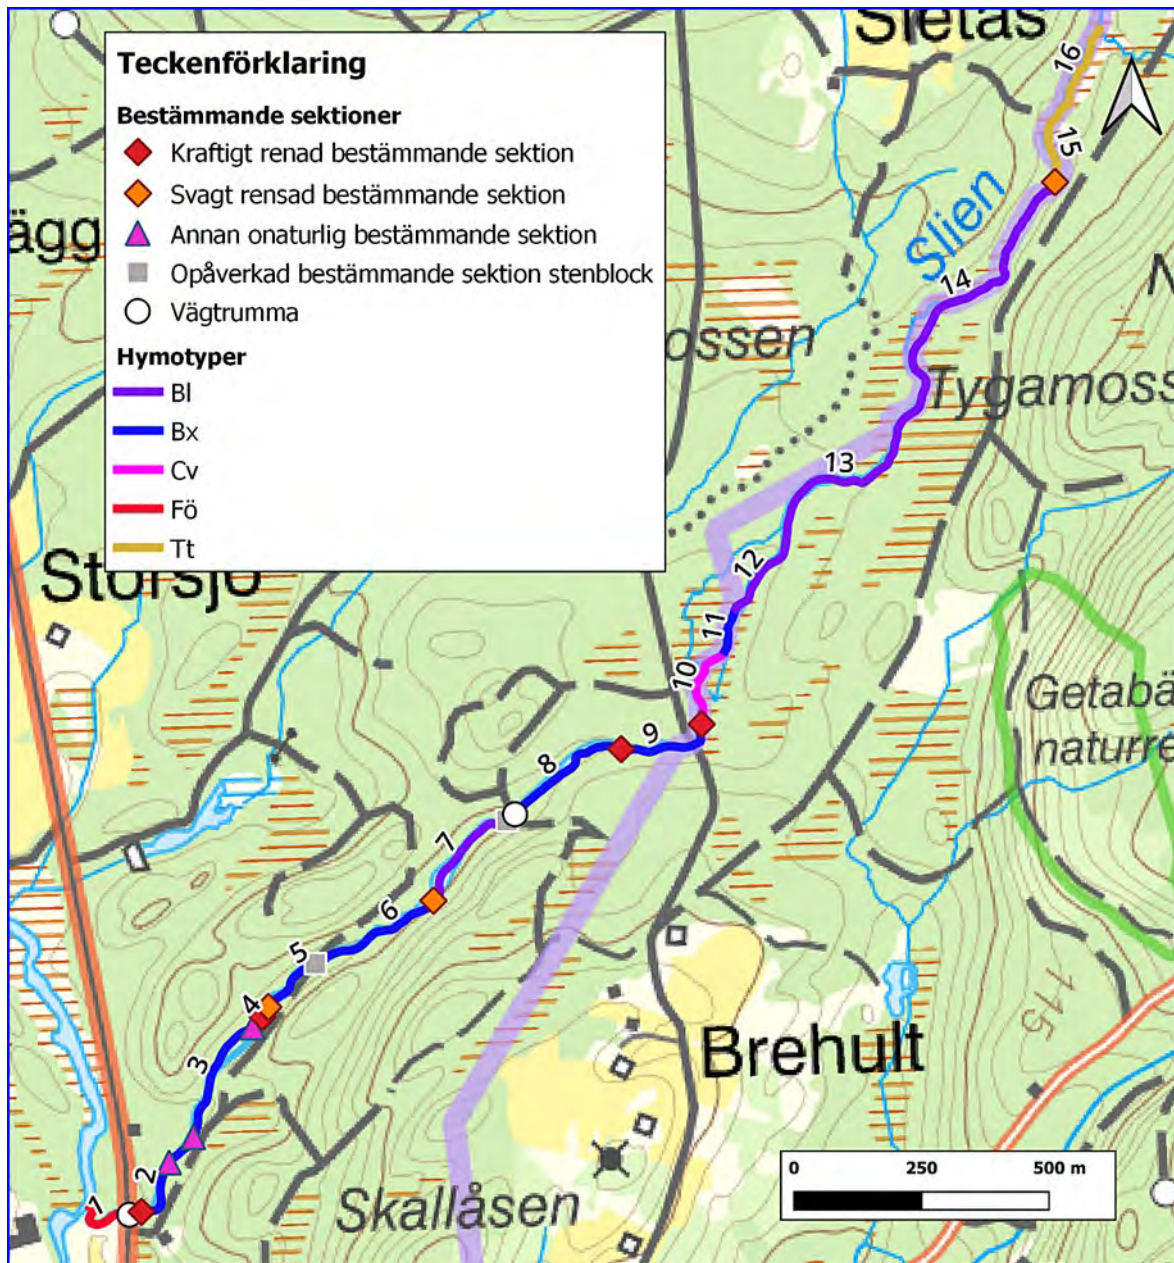 Sletås
Teckenförklaring
Bestämmande sektioner
Kraftigt renad bestämmande sektion
Svagt rensad bestämmande sektion
Annan onaturlig bestämmande sektion
Opåverkad bestämmande sektion stenblock
Vägtrumma
Hymotyper
Bl
Bx
Cv
Fö
Tt
16
15
ägg
Slien
N
14
ossen
Tygamoss
13
Storsjö
12
11
10
Getabä
naturre
9
8
7
6
5
115
4
Brehult
3
2
0 250 500 m
1
Skallåsen